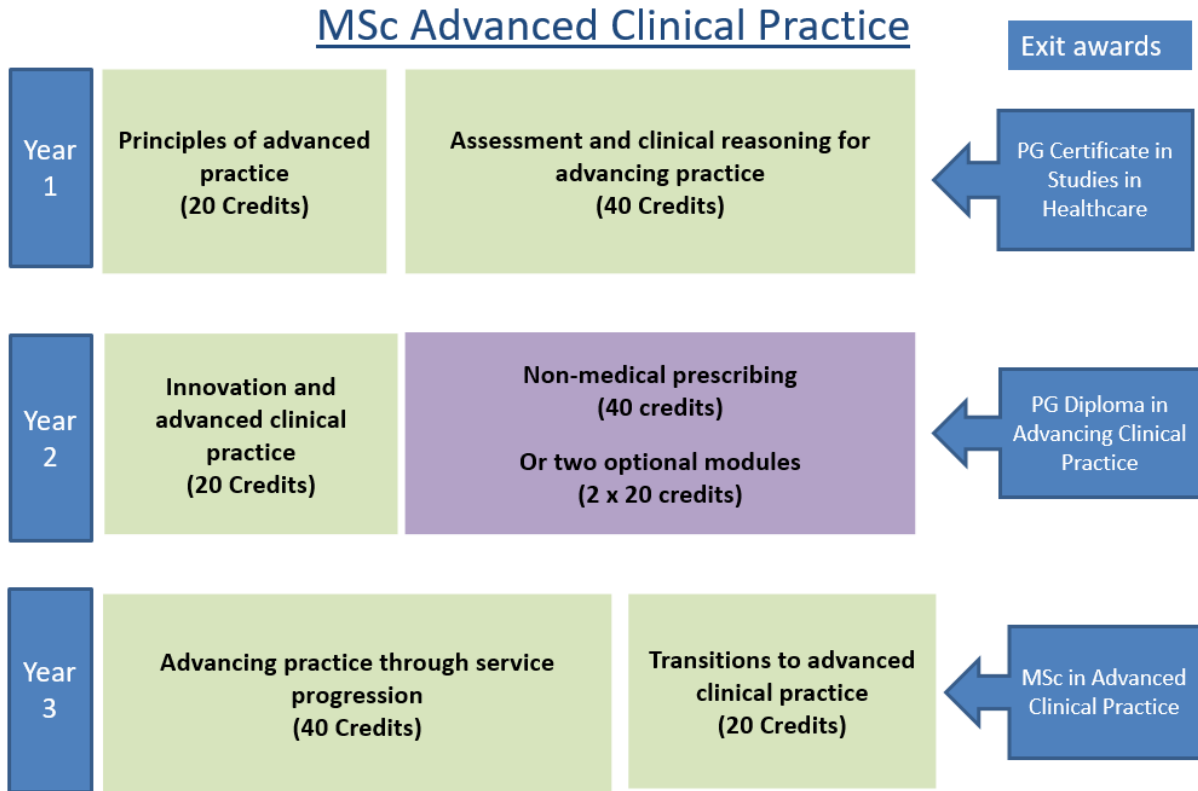 MSc Advanced Clinical Practice
Exit awards
Year
1
Principles of advanced
practice
(20 Credits)
Assessment and clinical reasoning for
advancing practice
(40 Credits)
PG Certificate in
Studies in
Healthcare
Year
2
Innovation and
advanced clinical
practice
(20 Credits)
Non-medical prescribing
(40 credits)
Or two optional modules
(2 x 20 credits)
PG Diploma in
Advancing Clinical
Practice
Year
3
Advancing practice through service
progression
(40 Credits)
Transitions to advanced
clinical practice
(20 Credits)
MSc in Advanced
Clinical Practice